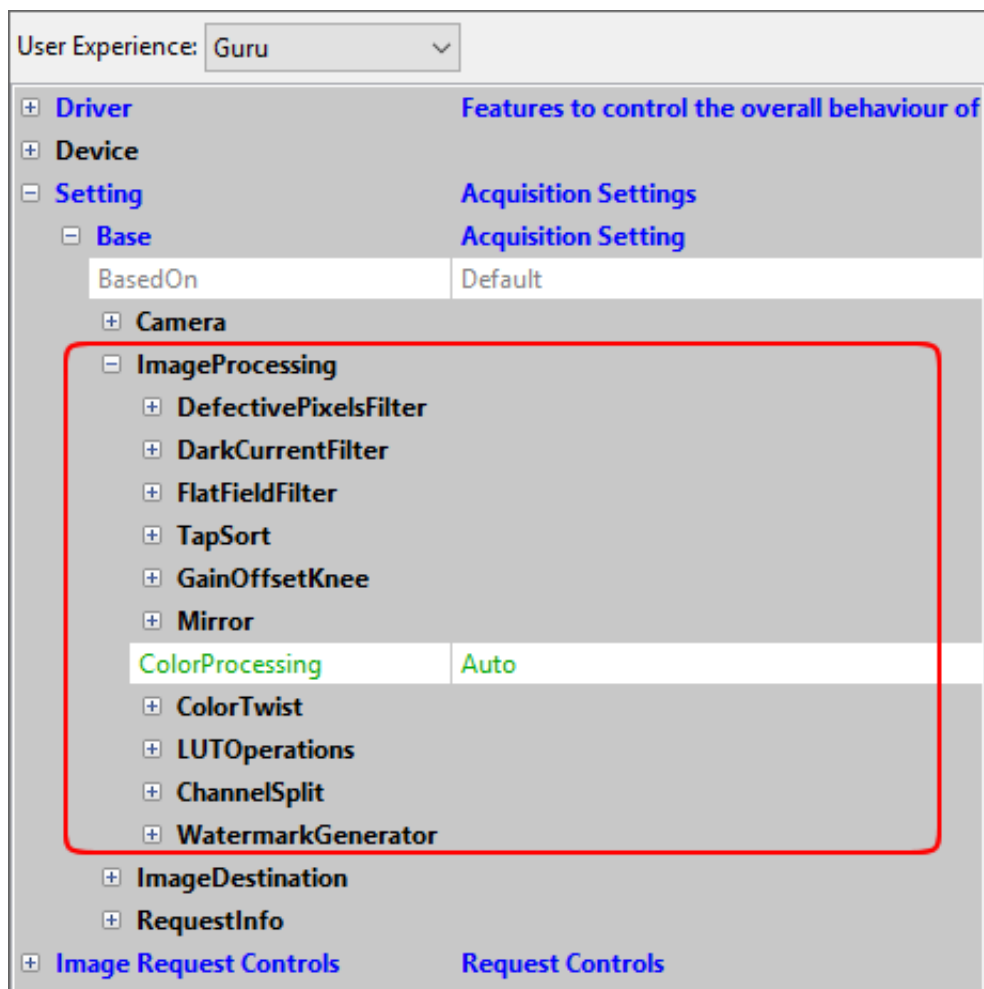 User Experience: Guru
Driver Features to control the overall behaviour of
Device
Setting Acquisition Settings
Base Acquisition Setting
BasedOn Default
Camera
ImageProcessing
DefectivePixelsFilter
DarkCurrentFilter
FlatFieldFilter
TapSort
GainOffsetKnee
Mirror
ColorProcessing Auto
ColorTwist
LUTOperations
ChannelSplit
WatermarkGenerator
ImageDestination
RequestInfo
Image Request Controls Request Controls